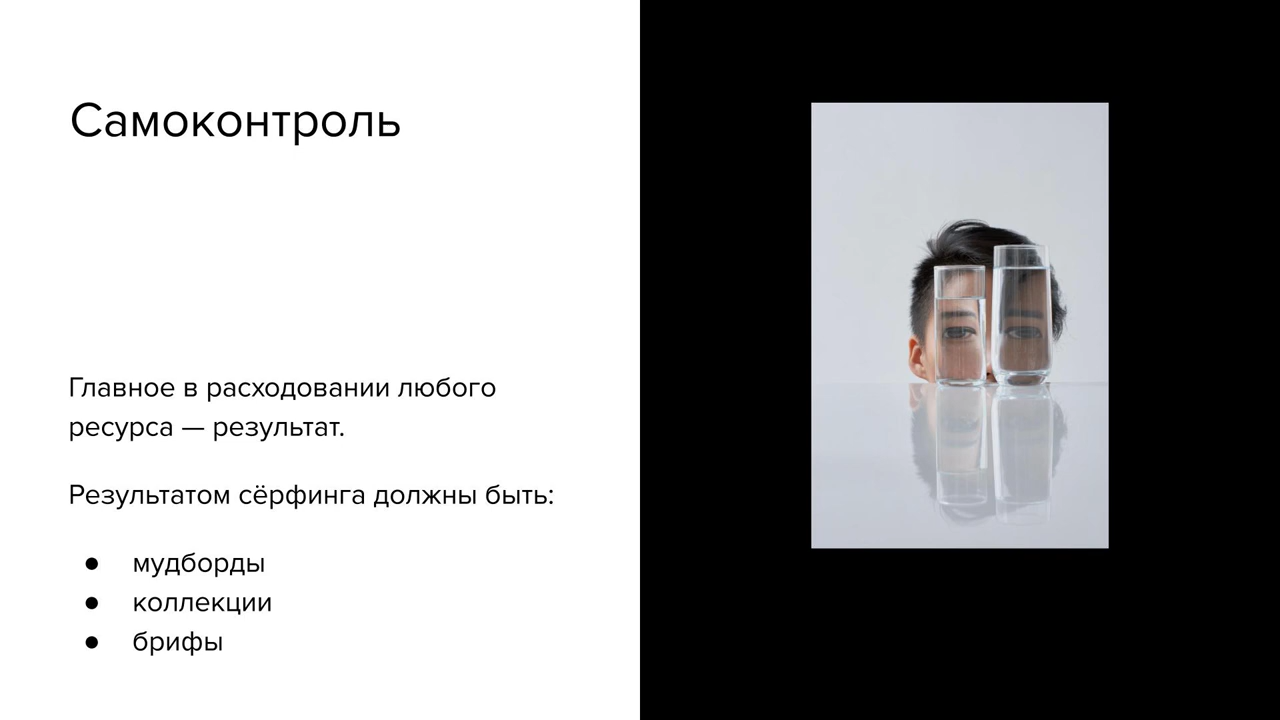 Самоконтроль
Главное в расходовании любого
ресурса — результат.
Результатом сёрфинга должны быть:
● мудборды
● коллекции
● брифы